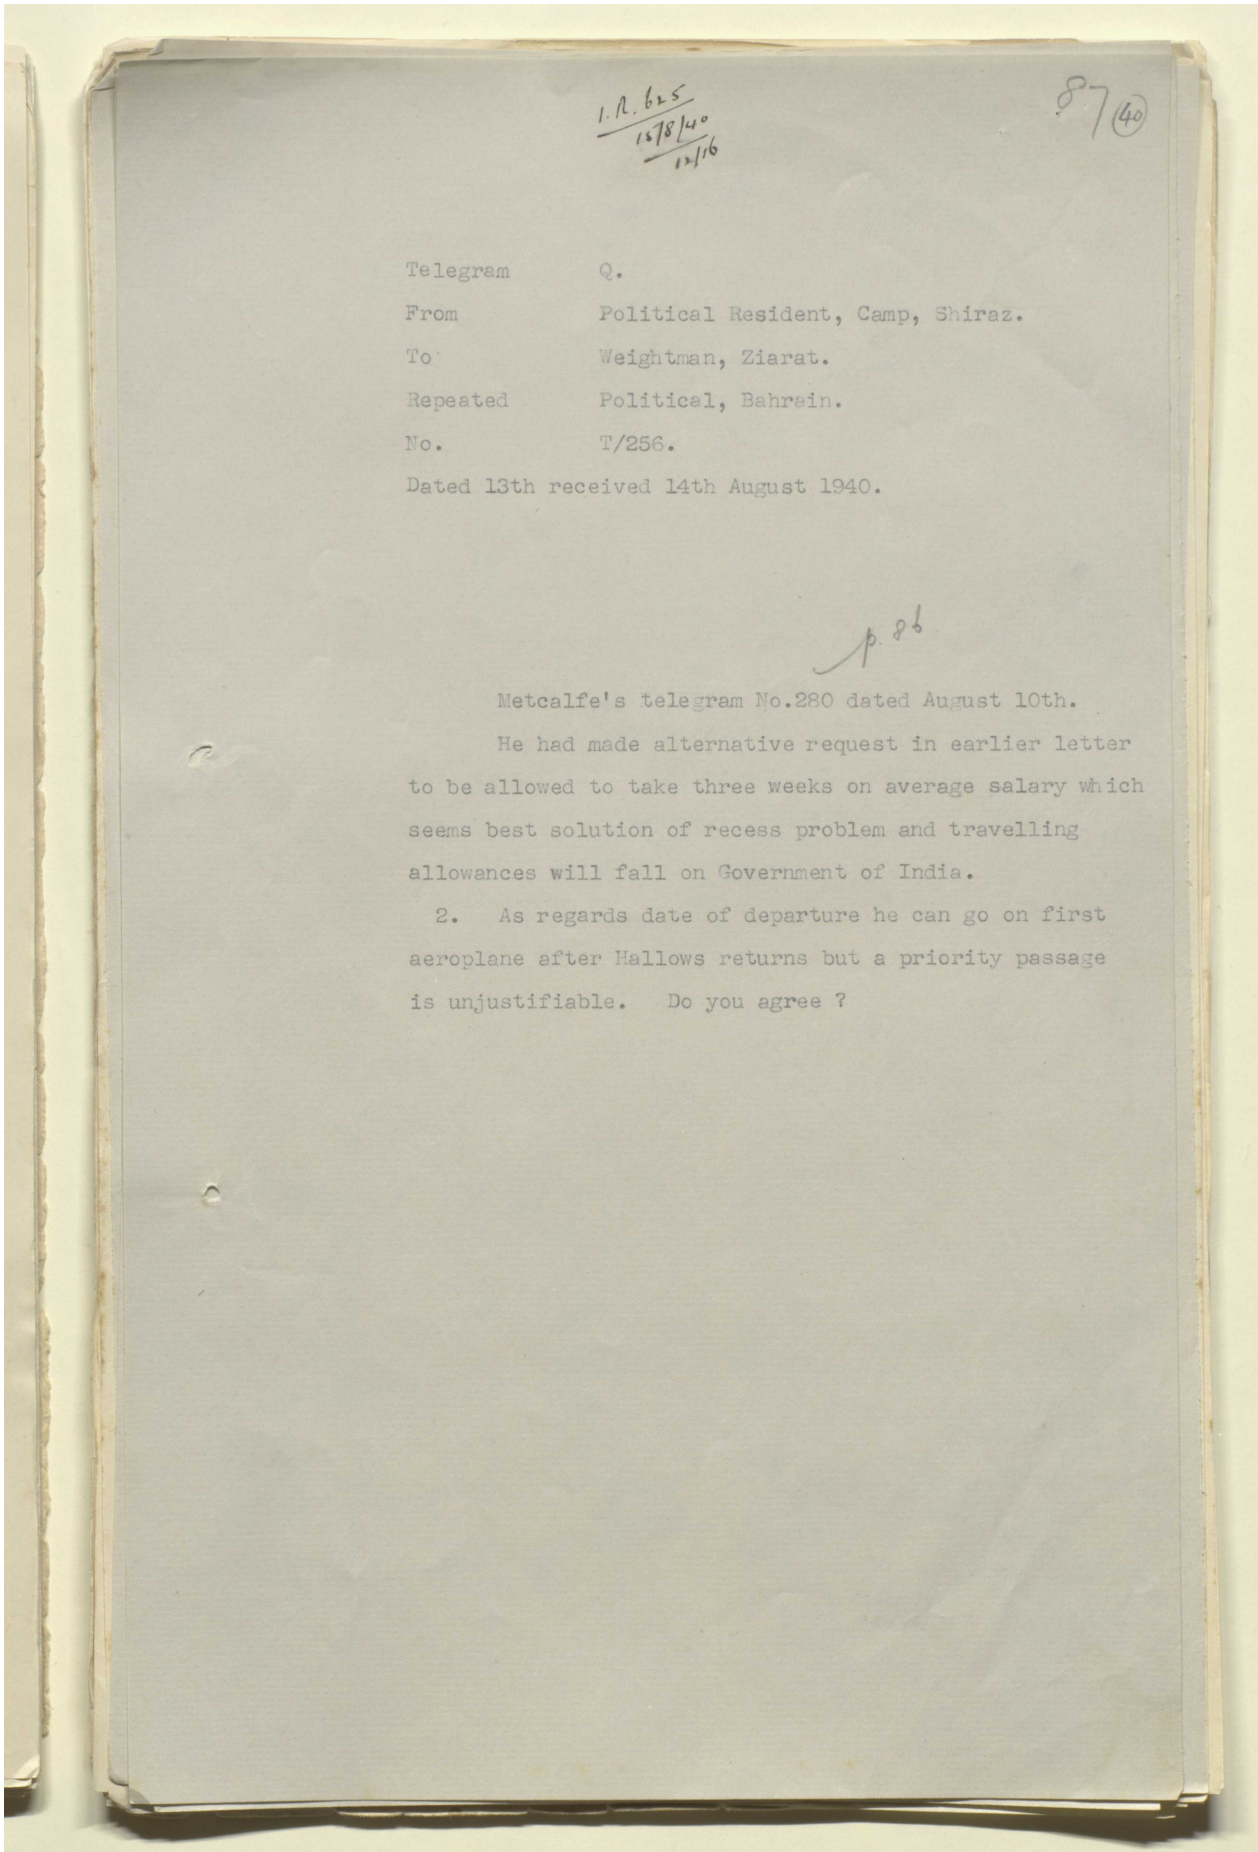 I.R. 625
15/8/40
12/16
87 40
Telegram Q.
From Political Resident, Camp, Shiraz.
To Weightman, Ziarat.
Repeated Political, Bahrain.
No. T/256.
Dated 13th received 14th August 1940.
p. 86
Metcalfe's telegram No.280 dated August 10th.
He had made alternative request in earlier letter
to be allowed to take three weeks on average salary which
seems best solution of recess problem and travelling
allowances will fall on Government of India.
2. As regards date of departure he can go on first
aeroplane after Hallows returns but a priority passage
is unjustifiable. Do you agree ?